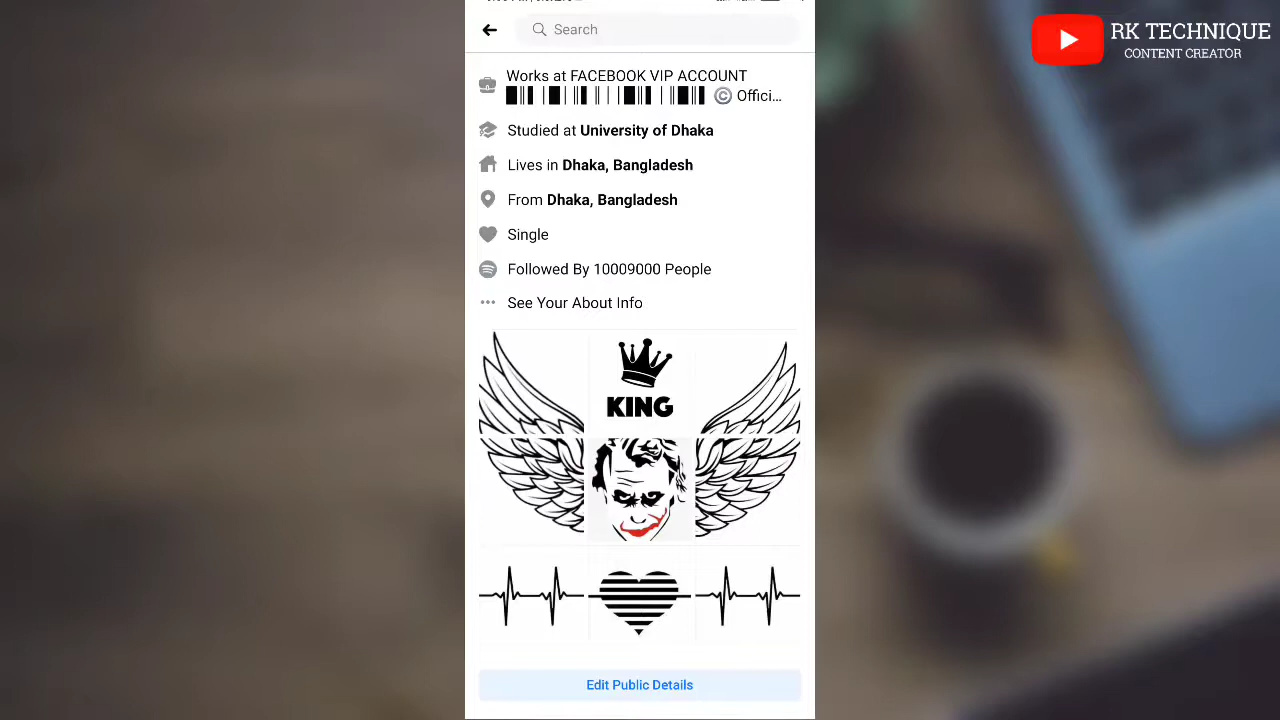 Search
RK TECHNIQUE
CONTENT CREATOR
Works at FACEBOOK VIP ACCOUNT
© Offici...
Studied at University of Dhaka
Lives in Dhaka, Bangladesh
From Dhaka, Bangladesh
Single
Followed By 10009000 People
See Your About Info
KING
Edit Public Details